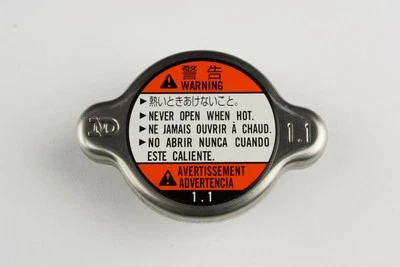 警告
WARNING
▶熱いときあけないこと。
▶NEVER OPEN WHEN HOT.
▶NE JAMAIS OUVRIR À CHAUD.
▶NO ABRIR NUNCA CUANDO
ESTE CALIENTE.
AVERTISSEMENT
ADVERTENCIA
1.1
1.1